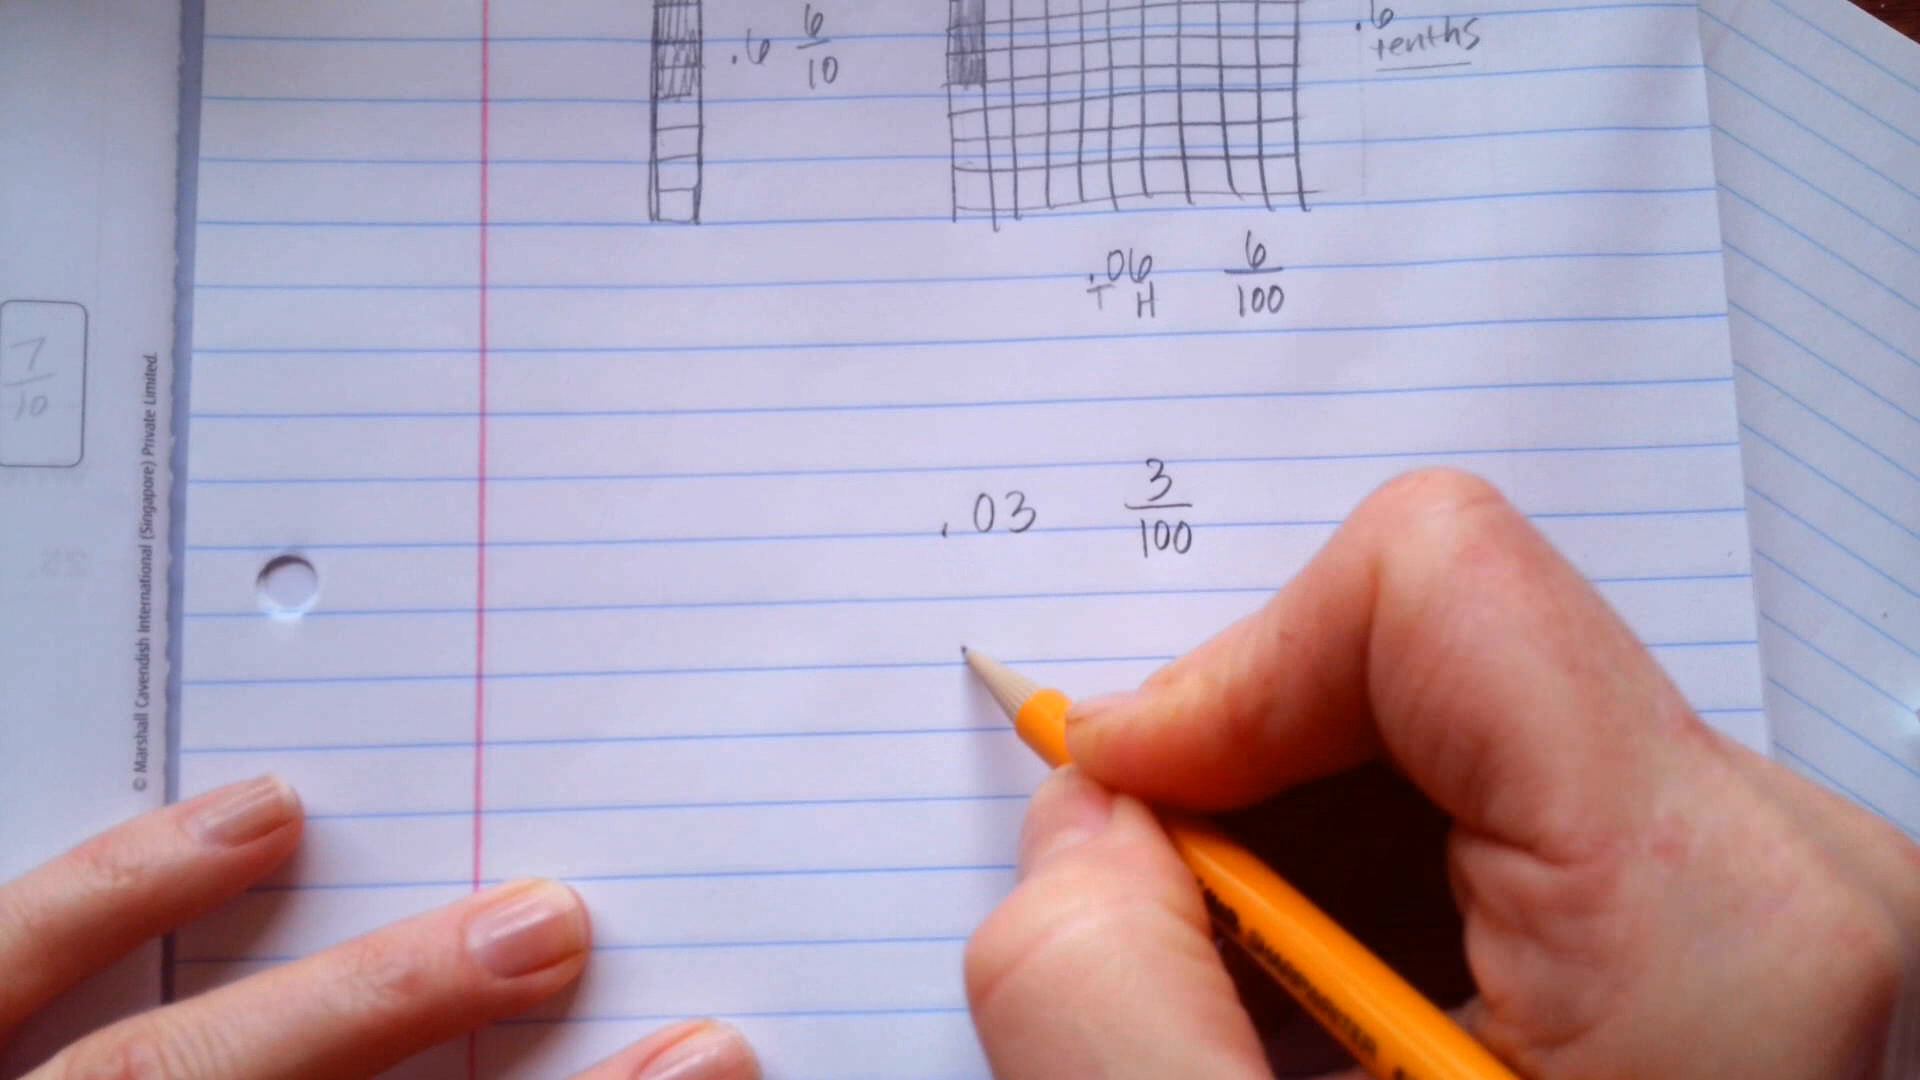 .6 6/10
.6
tenths
.06 6/100
T H
7/10
© Marshall Cavendish International (Singapore) Private Limited.
.03 3/100